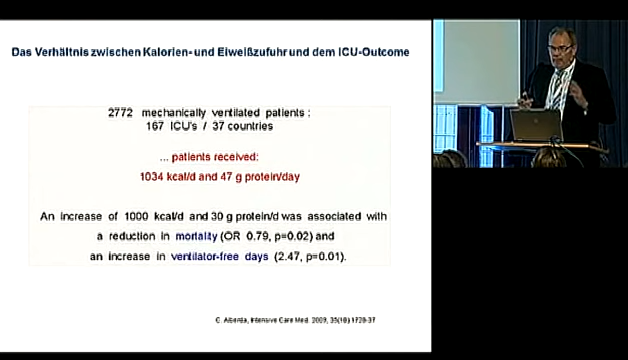 Das Verhältnis zwischen Kalorien- und Eiweißzufuhr und dem ICU-Outcome
2772 mechanically ventilated patients :
167 ICU's / 37 countries
... patients received:
1034 kcal/d and 47 g protein/day
An increase of 1000 kcal/d and 30 g protein/d was associated with
a reduction in mortality (OR 0.79, p=0.02) and
an increase in ventilator-free days (2.47, p=0.01).
C. Alberda, Intensive Care Med. 2009, 35(10) 1728-37